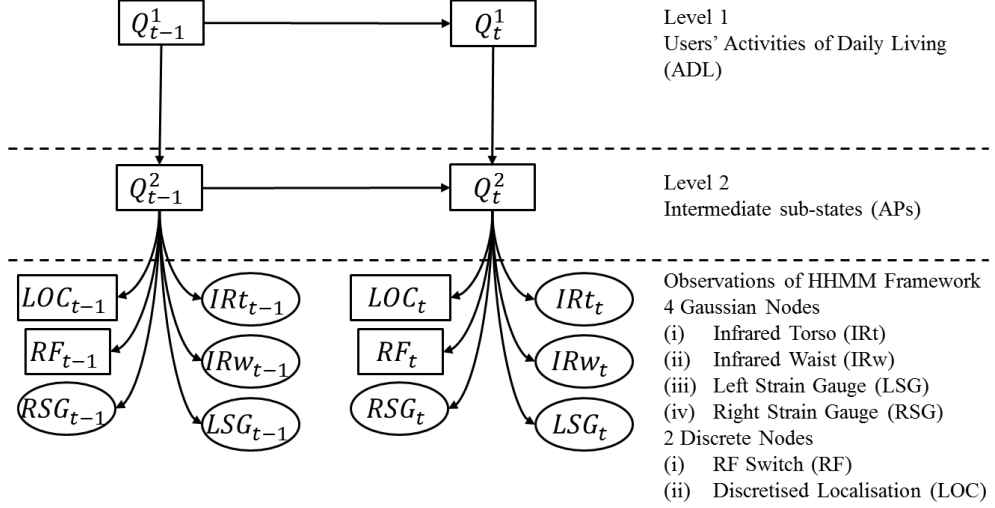 Q^1_{t−1}
Q^1_t
Level 1
Users' Activities of Daily Living
(ADL)
Q^2_{t−1}
Q^2_t
Level 2
Intermediate sub-states (APs)
LOC_{t−1}
IRt_{t−1}
RF_{t−1}
IRw_{t−1}
RSG_{t−1}
LSG_{t−1}
LOC_t
IRt_t
RF_t
IRw_t
RSG_t
LSG_t
Observations of HHMM Framework
4 Gaussian Nodes
(i) Infrared Torso (IRt)
(ii) Infrared Waist (IRw)
(iii) Left Strain Gauge (LSG)
(iv) Right Strain Gauge (RSG)
2 Discrete Nodes
(i) RF Switch (RF)
(ii) Discretised Localisation (LOC)